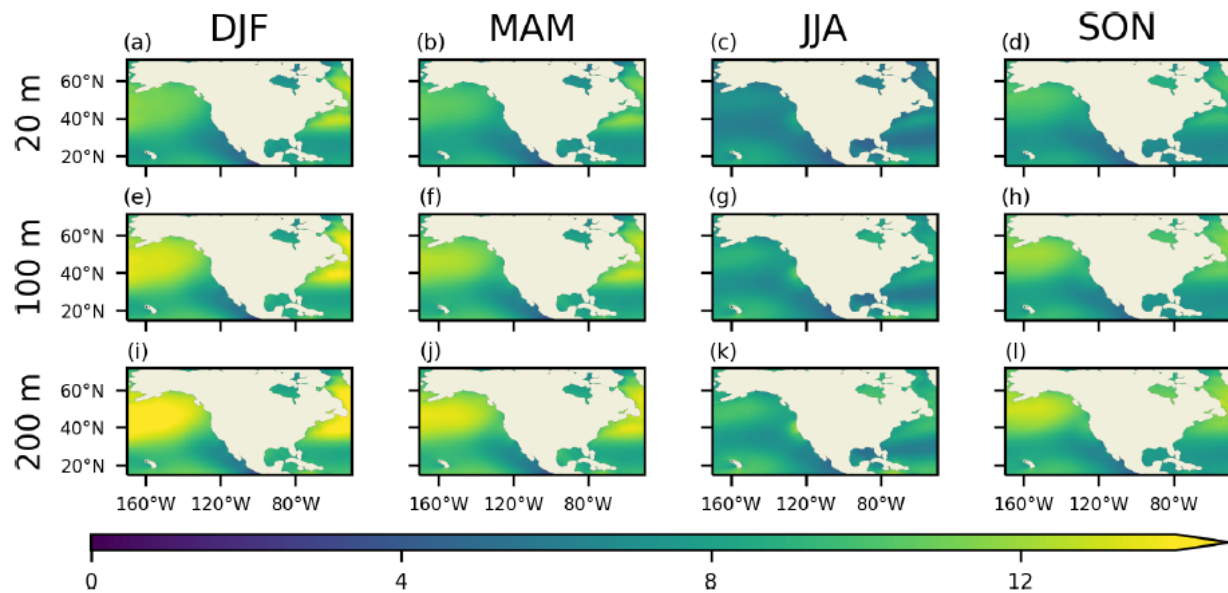 DJF MAM JJA SON
(a) (b) (c) (d)
20 m
60°N
40°N
20°N
(e) (f) (g) (h)
100 m
60°N
40°N
20°N
(i) (j) (k) (l)
200 m
60°N
40°N
20°N
160°W 120°W 80°W 160°W 120°W 80°W 160°W 120°W 80°W 160°W 120°W 80°W
0 4 8 12